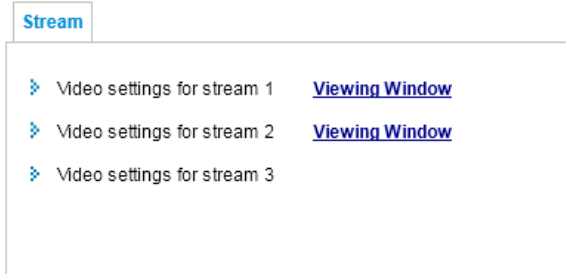 Stream
Video settings for stream 1 Viewing Window
Video settings for stream 2 Viewing Window
Video settings for stream 3